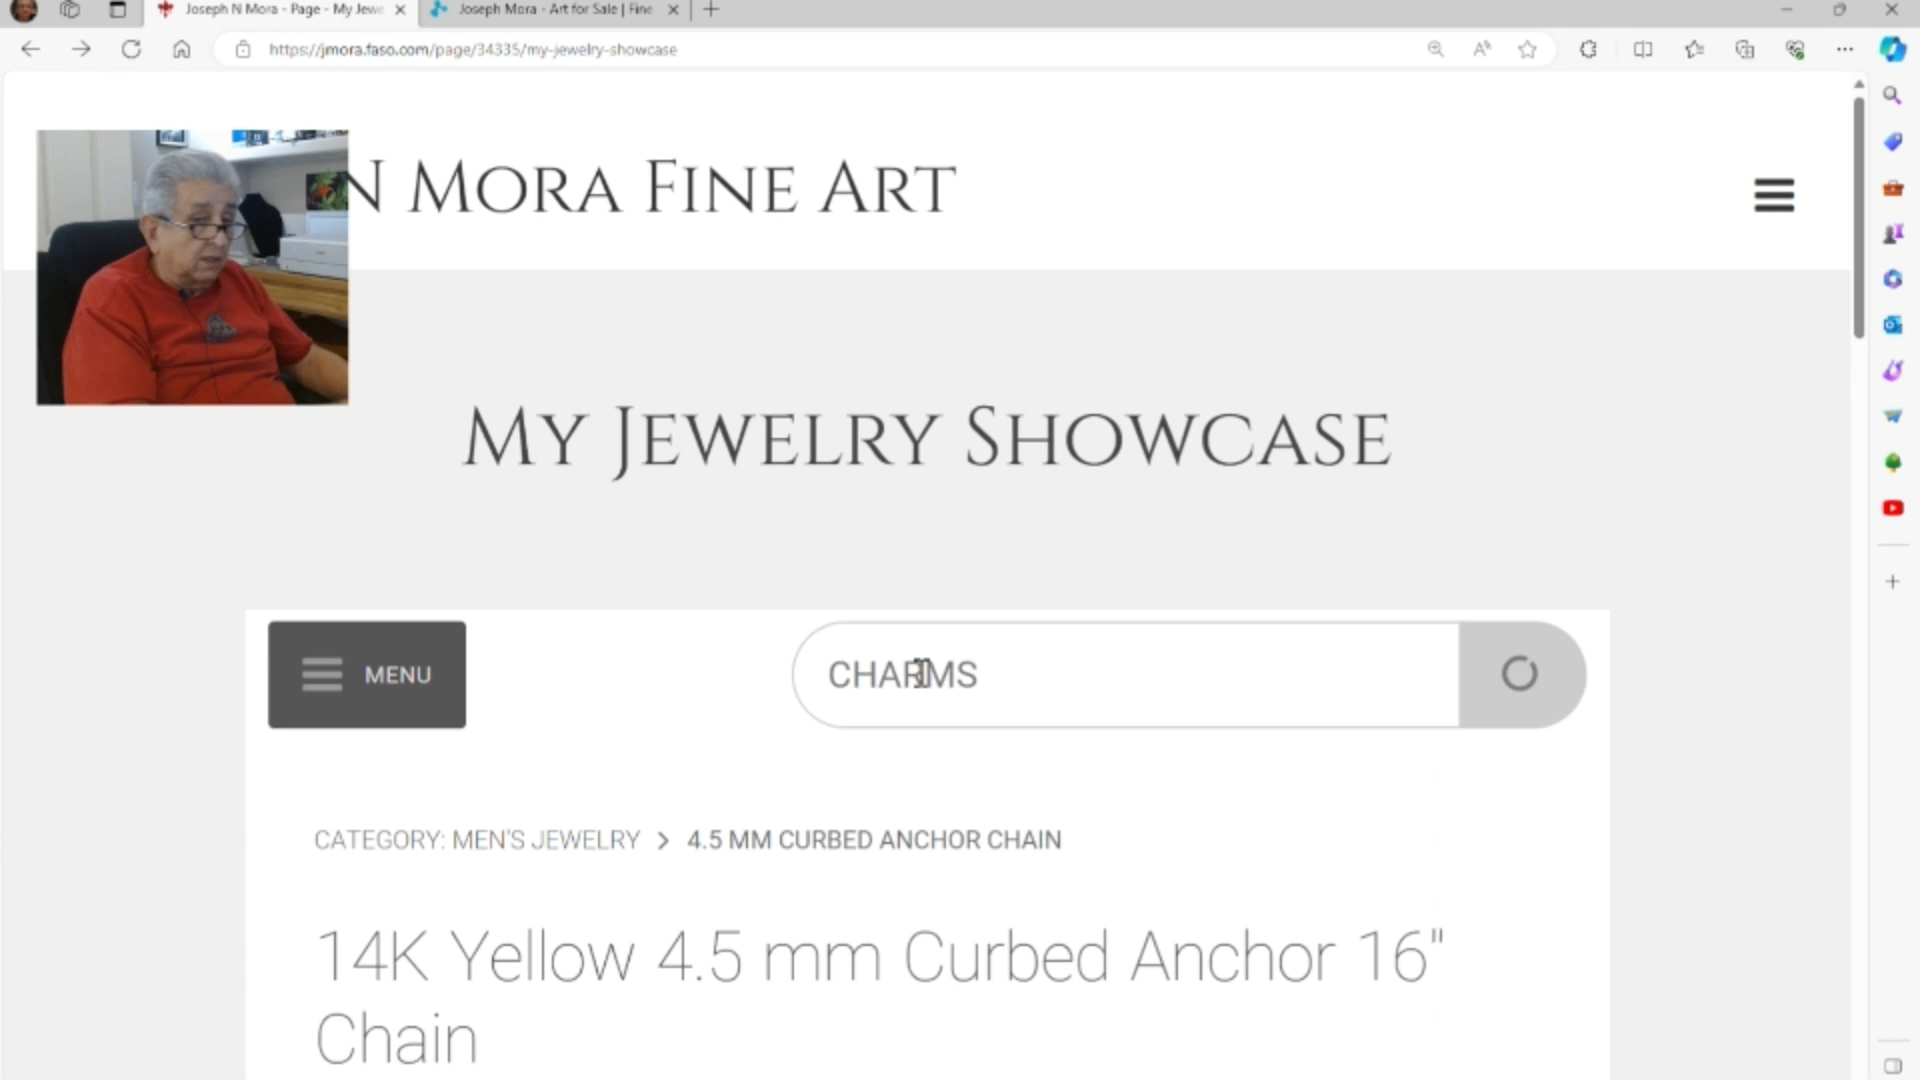 Joseph N Mora - Page - My Jewe
Joseph Mora - Art for Sale | Fine
https://jmora.faso.com/page/34335/my-jewelry-showcase
N MORA FINE ART
MY JEWELRY SHOWCASE
MENU
CHARMS
CATEGORY: MEN'S JEWELRY > 4.5 MM CURBED ANCHOR CHAIN
14K Yellow 4.5 mm Curbed Anchor 16"
Chain